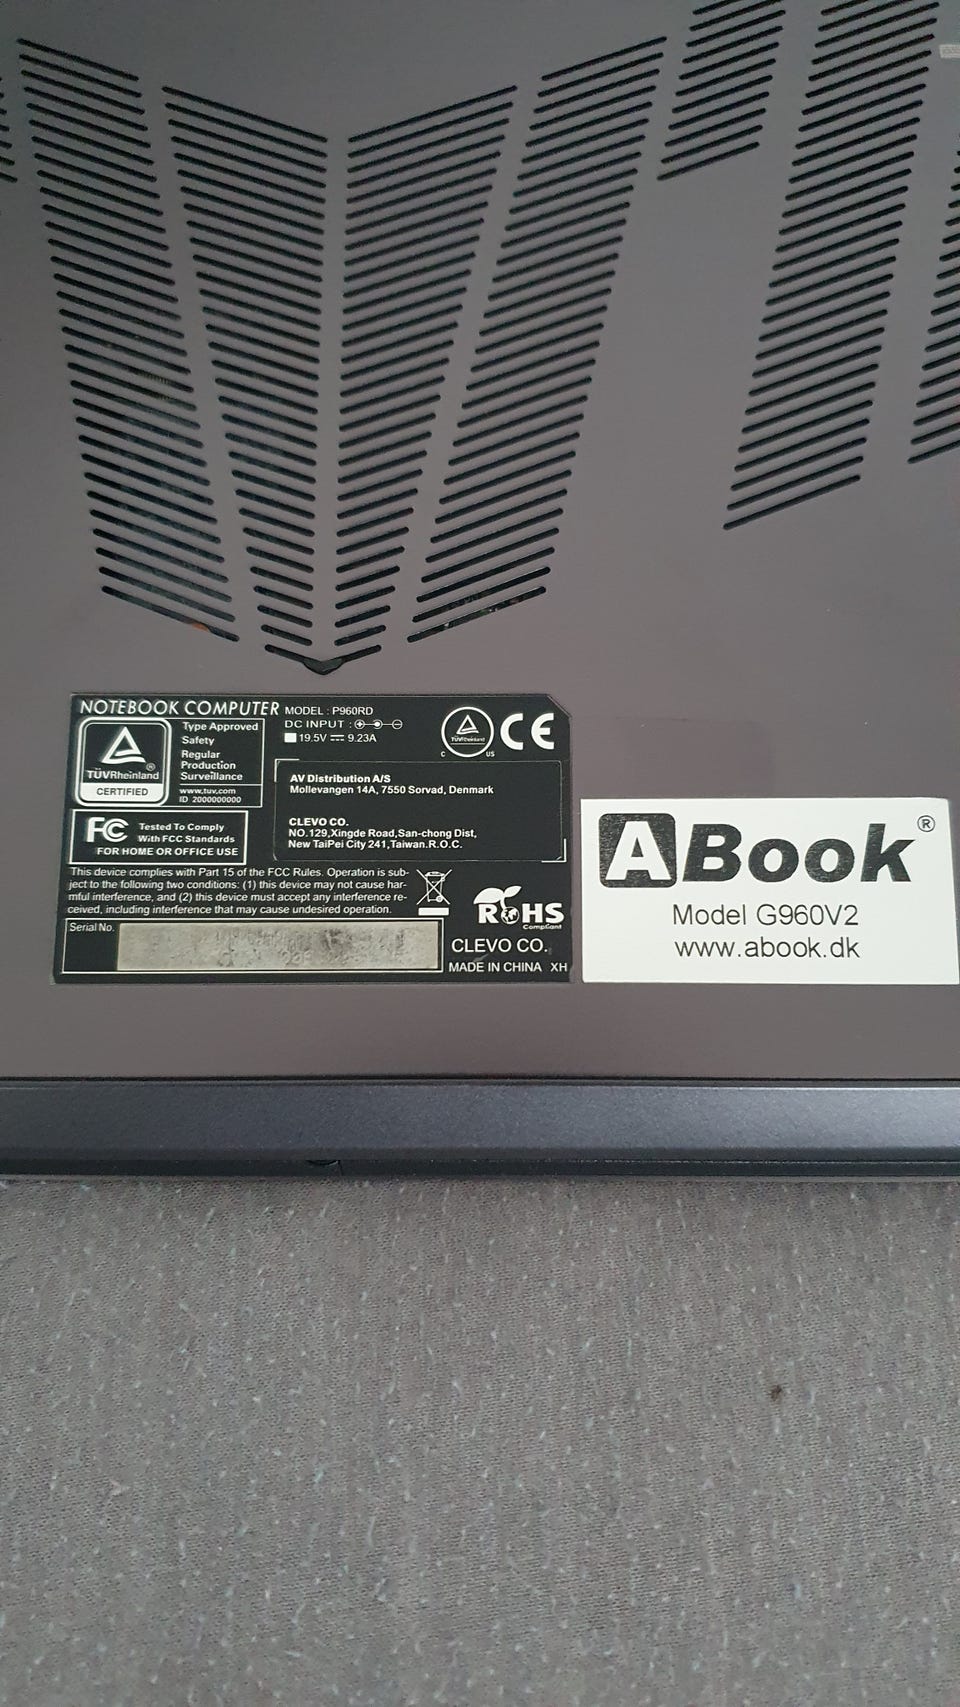 NOTEBOOK COMPUTER MODEL : P960RD
DC INPUT :
19.5V 9.23A
TÜVRheinland
CERTIFIED
Type Approved
Safety
Regular
Production
Surveillance
www.tuv.com
ID 2000000000
TÜVRheinland
C US
CE
AV Distribution A/S
Mollevangen 14A, 7550 Sorvad, Denmark
CLEVO CO.
NO.129,Xingde Road,San-chong Dist,
New TaiPei City 241,Taiwan.R.O.C.
FC Tested To Comply
With FCC Standards
FOR HOME OR OFFICE USE
This device complies with Part 15 of the FCC Rules. Operation is sub-
ject to the following two conditions: (1) this device may not cause har-
mful interference, and (2) this device must accept any interference re-
ceived, including interference that may cause undesired operation.
RoHS
Compliant
Serial No.
CLEVO CO.
MADE IN CHINA XH
ABook®
Model G960V2
www.abook.dk